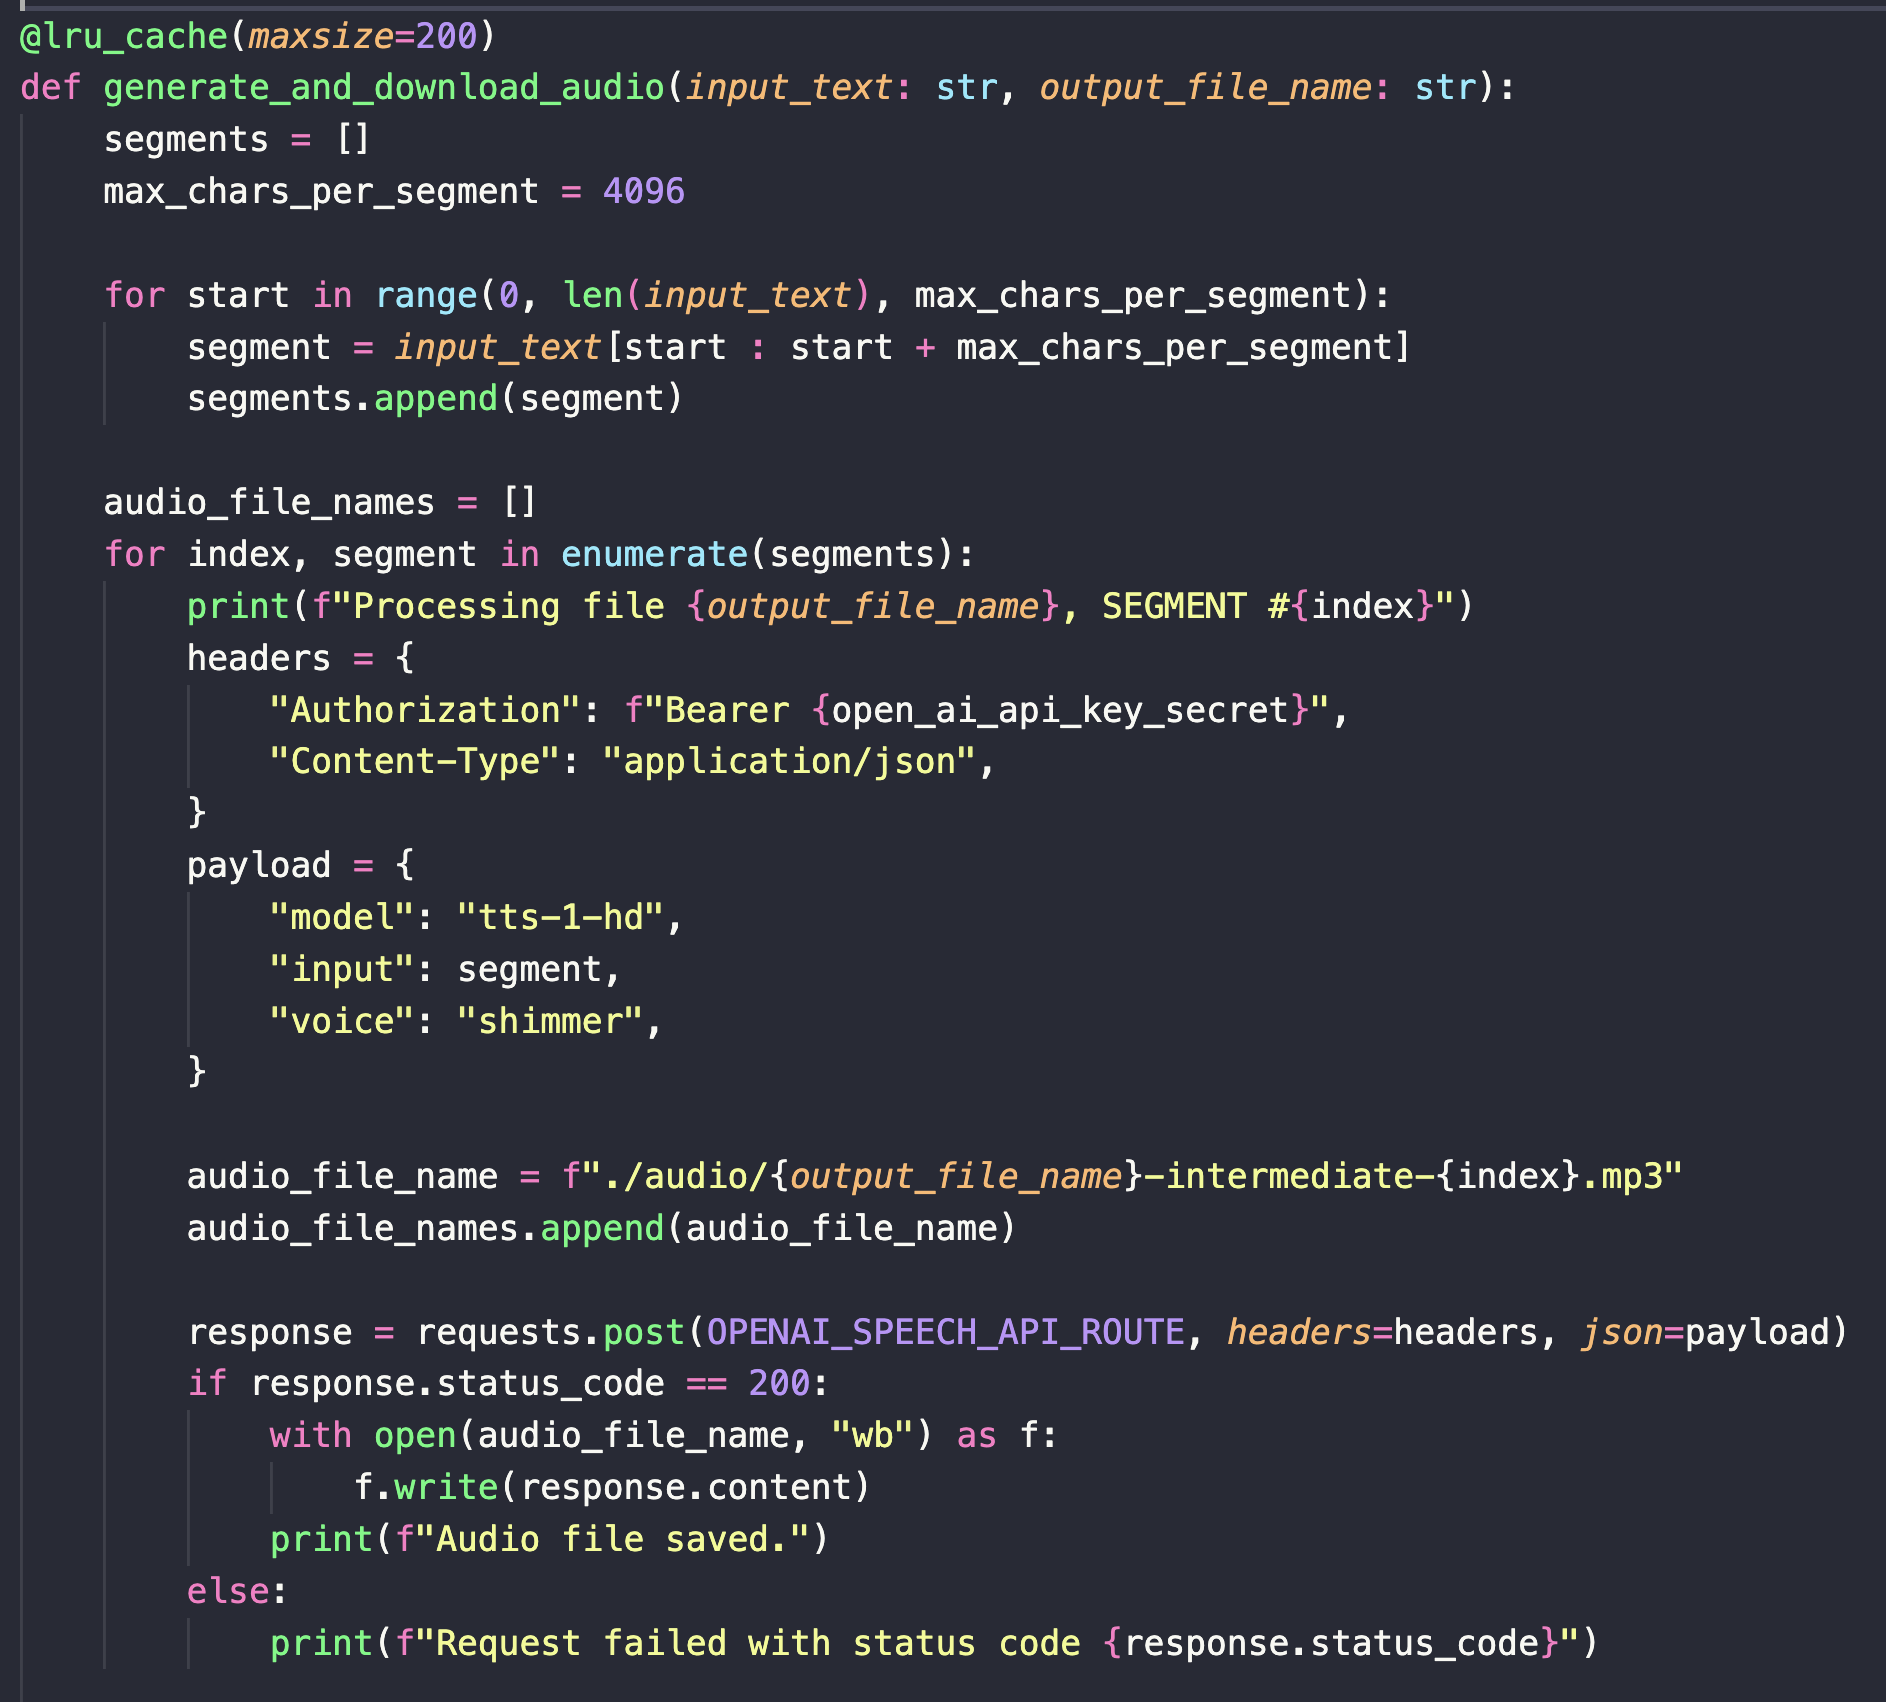 @lru_cache(maxsize=200)
def generate_and_download_audio(input_text: str, output_file_name: str):
    segments = []
    max_chars_per_segment = 4096

    for start in range(0, len(input_text), max_chars_per_segment):
        segment = input_text[start : start + max_chars_per_segment]
        segments.append(segment)

    audio_file_names = []
    for index, segment in enumerate(segments):
        print(f"Processing file {output_file_name}, SEGMENT #{index}")
        headers = {
            "Authorization": f"Bearer {open_ai_api_key_secret}",
            "Content-Type": "application/json",
        }
        payload = {
            "model": "tts-1-hd",
            "input": segment,
            "voice": "shimmer",
        }

        audio_file_name = f"./audio/{output_file_name}-intermediate-{index}.mp3"
        audio_file_names.append(audio_file_name)

        response = requests.post(OPENAI_SPEECH_API_ROUTE, headers=headers, json=payload)
        if response.status_code == 200:
            with open(audio_file_name, "wb") as f:
                f.write(response.content)
            print(f"Audio file saved.")
        else:
            print(f"Request failed with status code {response.status_code}")